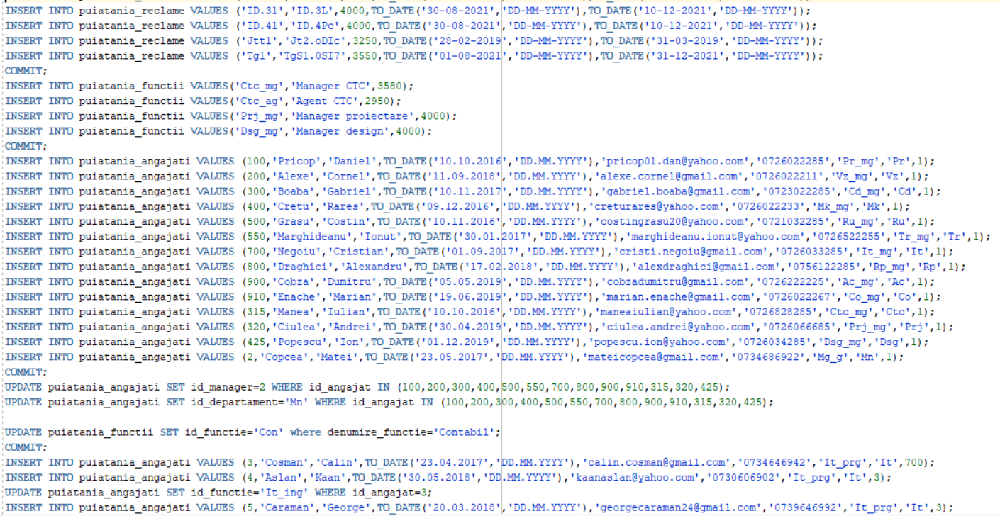 INSERT INTO puiatania_reclame VALUES ('ID.31','ID.3L',4000,TO_DATE('30-08-2021','DD-MM-YYYY'),TO_DATE('10-12-2021','DD-MM-YYYY'));
INSERT INTO puiatania_reclame VALUES ('ID.41','ID.4Pc',4000,TO_DATE('30-08-2021','DD-MM-YYYY'),TO_DATE('10-12-2021','DD-MM-YYYY'));
INSERT INTO puiatania_reclame VALUES ('Jtt1','Jt2.oDIc',3250,TO_DATE('28-02-2019','DD-MM-YYYY'),TO_DATE('31-03-2019','DD-MM-YYYY'));
INSERT INTO puiatania_reclame VALUES ('Tg1','TgS1.0SI7',3550,TO_DATE('01-08-2021','DD-MM-YYYY'),TO_DATE('31-12-2021','DD-MM-YYYY'));
COMMIT;
INSERT INTO puiatania_functii VALUES('Ctc_mg','Manager CTC',3580);
INSERT INTO puiatania_functii VALUES('Ctc_ag','Agent CTC',2950);
INSERT INTO puiatania_functii VALUES('Prj_mg','Manager proiectare',4000);
INSERT INTO puiatania_functii VALUES('Dsg_mg','Manager design',4000);
COMMIT;
INSERT INTO puiatania_angajati VALUES (100,'Pricop','Daniel',TO_DATE('10.10.2016','DD.MM.YYYY'),'pricop01.dan@yahoo.com','0726022285','Pr_mg','Pr',1);
INSERT INTO puiatania_angajati VALUES (200,'Alexe','Cornel',TO_DATE('11.09.2018','DD.MM.YYYY'),'alexe.cornel@gmail.com','0726022211','Vz_mg','Vz',1);
INSERT INTO puiatania_angajati VALUES (300,'Boaba','Gabriel',TO_DATE('10.11.2017','DD.MM.YYYY'),'gabriel.boaba@gmail.com','0723022285','Cd_mg','Cd',1);
INSERT INTO puiatania_angajati VALUES (400,'Cretu','Rares',TO_DATE('09.12.2016','DD.MM.YYYY'),'creturares@yahoo.com','0726022233','Mk_mg','Mk',1);
INSERT INTO puiatania_angajati VALUES (500,'Grasu','Costin',TO_DATE('10.11.2016','DD.MM.YYYY'),'costingrasu20@yahoo.com','0721032285','Ru_mg','Ru',1);
INSERT INTO puiatania_angajati VALUES (550,'Marghideanu','Ionut',TO_DATE('30.01.2017','DD.MM.YYYY'),'marghideanu.ionut@yahoo.com','0726522255','Tr_mg','Tr',1);
INSERT INTO puiatania_angajati VALUES (700,'Negoiu','Cristian',TO_DATE('01.09.2017','DD.MM.YYYY'),'cristi.negoiu@gmail.com','0726033285','It_mg','It',1);
INSERT INTO puiatania_angajati VALUES (800,'Draghici','Alexandru',TO_DATE('17.02.2018','DD.MM.YYYY'),'alexdraghici@gmail.com','0756122285','Rp_mg','Rp',1);
INSERT INTO puiatania_angajati VALUES (900,'Cobza','Dumitru',TO_DATE('05.05.2019','DD.MM.YYYY'),'cobzadumitru@gmail.com','0726222225','Ac_mg','Ac',1);
INSERT INTO puiatania_angajati VALUES (910,'Enache','Marian',TO_DATE('19.06.2019','DD.MM.YYYY'),'marian.enache@gmail.com','0726022267','Co_mg','Co',1);
INSERT INTO puiatania_angajati VALUES (315,'Manea','Iulian',TO_DATE('10.10.2016','DD.MM.YYYY'),'maneaiulian@yahoo.com','0726828285','Ctc_mg','Ctc',1);
INSERT INTO puiatania_angajati VALUES (320,'Ciulea','Andrei',TO_DATE('30.04.2019','DD.MM.YYYY'),'ciulea.andrei@yahoo.com','0726066685','Prj_mg','Prj',1);
INSERT INTO puiatania_angajati VALUES (425,'Popescu','Ion',TO_DATE('01.12.2019','DD.MM.YYYY'),'popescu.ion@yahoo.com','0726034285','Dsg_mg','Dsg',1);
INSERT INTO puiatania_angajati VALUES (2,'Copcea','Matei',TO_DATE('23.05.2017','DD.MM.YYYY'),'mateicopcea@gmail.com','0734686922','Mg_g','Mn',1);
COMMIT;
UPDATE puiatania_angajati SET id_manager=2 WHERE id_angajat IN (100,200,300,400,500,550,700,800,900,910,315,320,425);
UPDATE puiatania_angajati SET id_departament='Mn' WHERE id_angajat IN (100,200,300,400,500,550,700,800,900,910,315,320,425);
UPDATE puiatania_functii SET id_functie='Con' where denumire_functie='Contabil';
COMMIT;
INSERT INTO puiatania_angajati VALUES (3,'Cosman','Calin',TO_DATE('23.04.2017','DD.MM.YYYY'),'calin.cosman@gmail.com','0734646942','It_prg','It',700);
INSERT INTO puiatania_angajati VALUES (4,'Aslan','Kaan',TO_DATE('30.05.2018','DD.MM.YYYY'),'kaanaslan@yahoo.com','0730606902','It_prg','It',3);
UPDATE puiatania_angajati SET id_functie='It_ing' WHERE id_angajat=3;
INSERT INTO puiatania_angajati VALUES (5,'Caraman','George',TO_DATE('20.03.2018','DD.MM.YYYY'),'georgecaraman24@gmail.com','0739646992','It_prg','It',3);